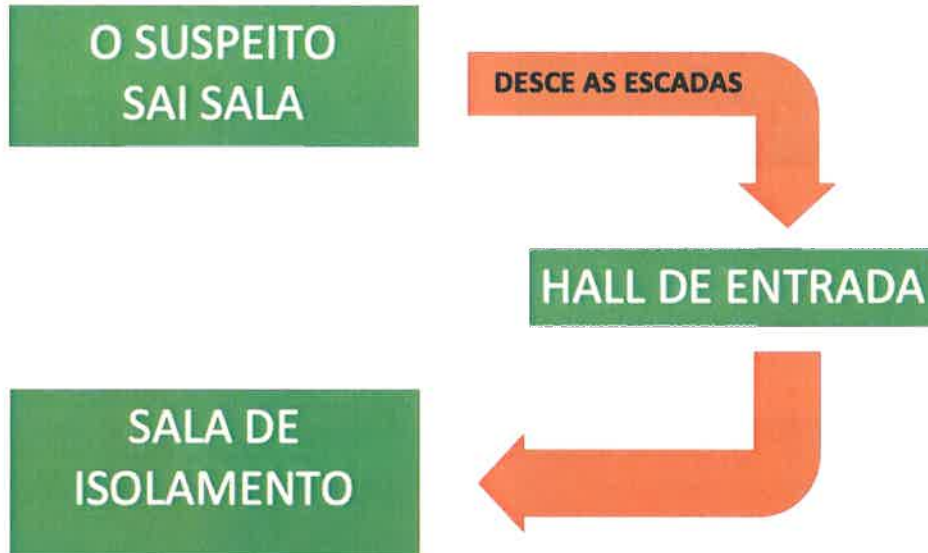 O SUSPEITO
SAI SALA
DESCE AS ESCADAS
HALL DE ENTRADA
SALA DE
ISOLAMENTO